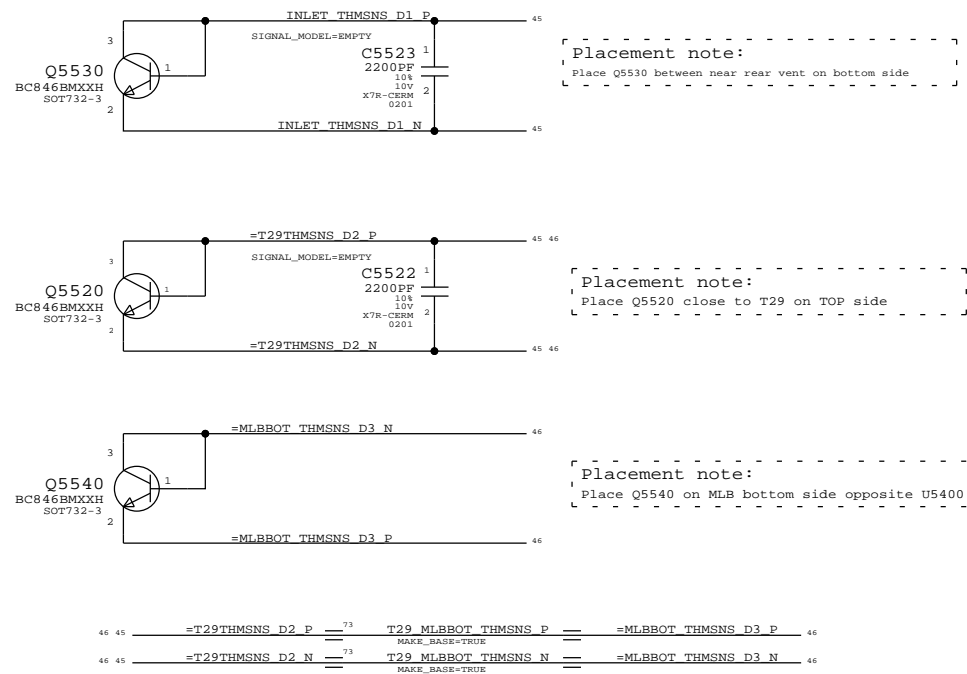 INLET_THMSNS_D1_P 45
SIGNAL_MODEL=EMPTY
3
1
Q5530
BC846BMXXH
SOT732-3
2
C5523
1
2200PF
10%
10V
X7R-CERM
0201
2
INLET_THMSNS_D1_N 45
Placement note:
Place Q5530 between near rear vent on bottom side
=T29THMSNS_D2_P 45 46
SIGNAL_MODEL=EMPTY
3
1
Q5520
BC846BMXXH
SOT732-3
2
C5522
1
2200PF
10%
10V
X7R-CERM
0201
2
=T29THMSNS_D2_N 45 46
Placement note:
Place Q5520 close to T29 on TOP side
=MLBBOT_THMSNS_D3_N 46
3
1
Q5540
BC846BMXXH
SOT732-3
2
=MLBBOT_THMSNS_D3_P 46
Placement note:
Place Q5540 on MLB bottom side opposite U5400
46 45 =T29THMSNS_D2_P 73 T29_MLBBOT_THMSNS_P =MLBBOT_THMSNS_D3_P 46
MAKE_BASE=TRUE
46 45 =T29THMSNS_D2_N 73 T29_MLBBOT_THMSNS_N =MLBBOT_THMSNS_D3_N 46
MAKE_BASE=TRUE